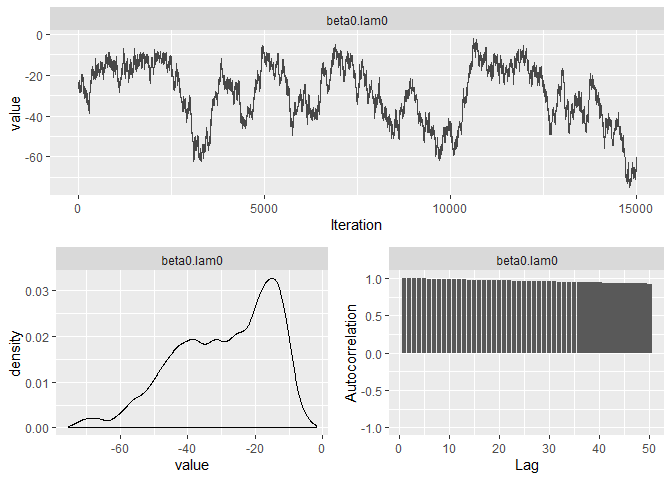 beta0.lam0
0
-20
-40
-60
value
0 5000 10000 15000
Iteration
beta0.lam0 beta0.lam0
0.03
0.02
0.01
0.00
density
-60 -40 -20 0
value
1.0
0.5
0.0
-0.5
-1.0
Autocorrelation
0 10 20 30 40 50
Lag